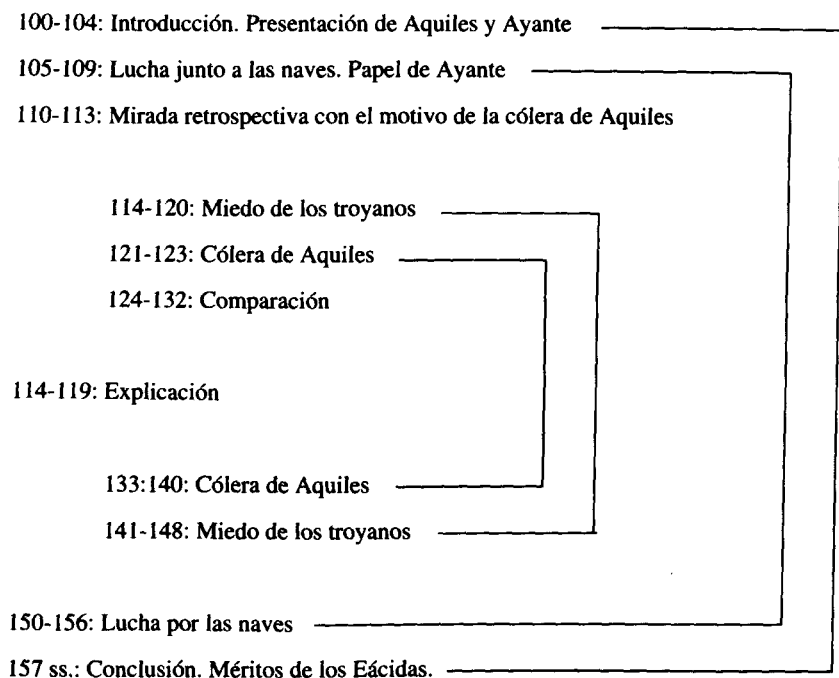 100-104: Introducción. Presentación de Aquiles y Ayante
105-109: Lucha junto a las naves. Papel de Ayante
110-113: Mirada retrospectiva con el motivo de la cólera de Aquiles
114-120: Miedo de los troyanos
121-123: Cólera de Aquiles
124-132: Comparación
114-119: Explicación
133:140: Cólera de Aquiles
141-148: Miedo de los troyanos
150-156: Lucha por las naves
157 ss.: Conclusión. Méritos de los Eácidas.